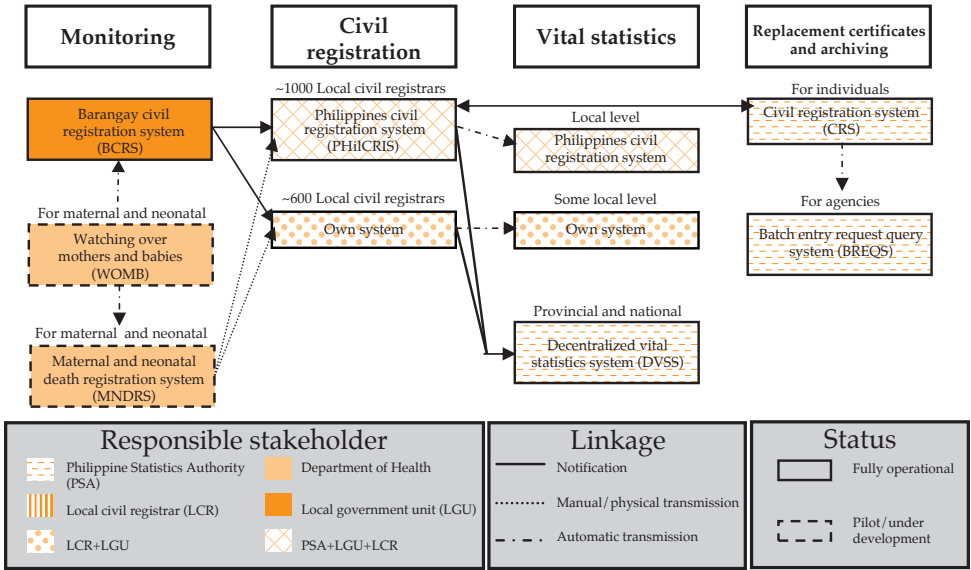 Monitoring
Civil
registration
Vital statistics
Replacement certificates
and archiving
Barangay civil
registration system
(BCRS)
For maternal and neonatal
Watching over
mothers and babies
(WOMB)
For maternal and neonatal
Maternal and neonatal
death registration system
(MNDRS)
~1000 Local civil registrars
Philippines civil
registration system
(PHilCRIS)
~600 Local civil registrars
Own system
Local level
Philippines civil
registration system
Some local level
Own system
Provincial and national
Decentralized vital
statistics system (DVSS)
For individuals
Civil registration system
(CRS)
For agencies
Batch entry request query
system (BREQS)
Responsible stakeholder
Philippine Statistics Authority
(PSA)
Department of Health
Local civil registrar (LCR)
Local government unit (LGU)
LCR+LGU
PSA+LGU+LCR
Linkage
Notification
Manual/physical transmission
Automatic transmission
Status
Fully operational
Pilot/under
development